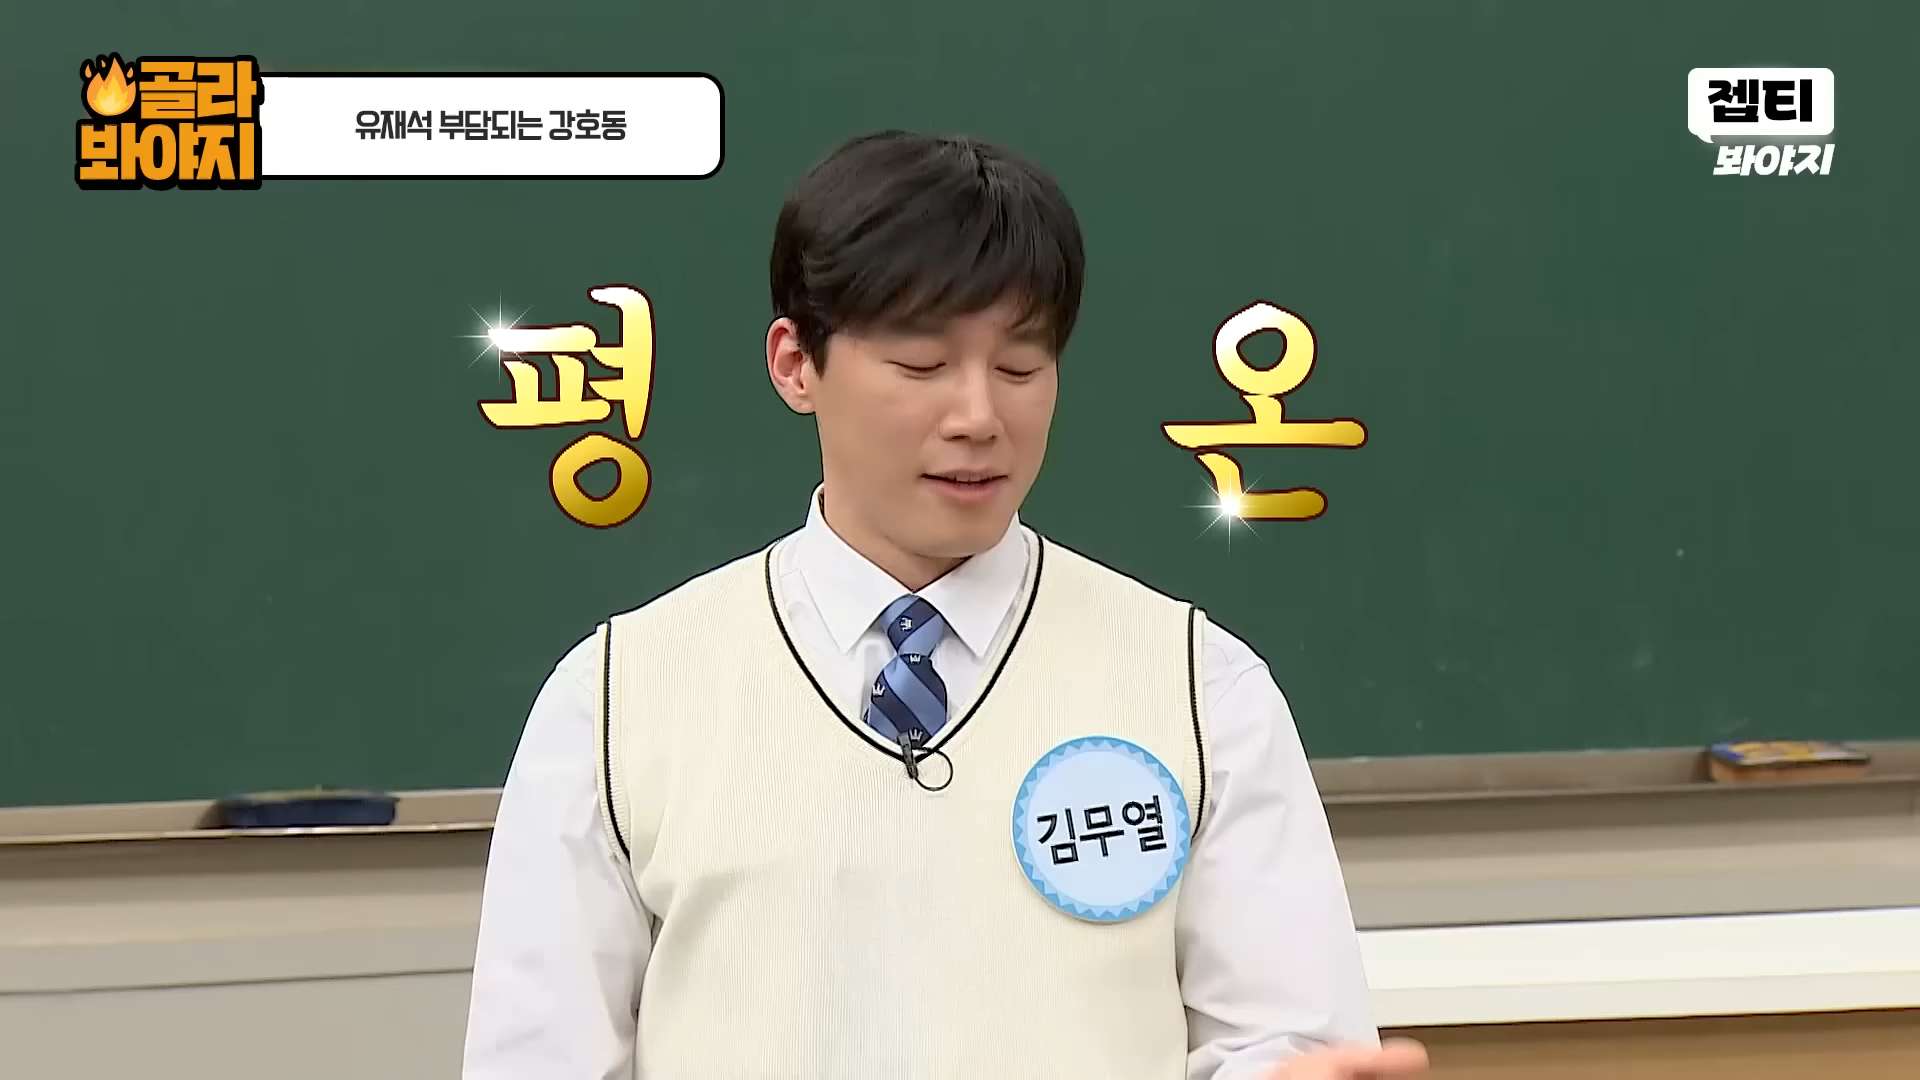 골라
봐야지
유재석 부담되는 강호동
젭티
봐야지
평 온
김무열